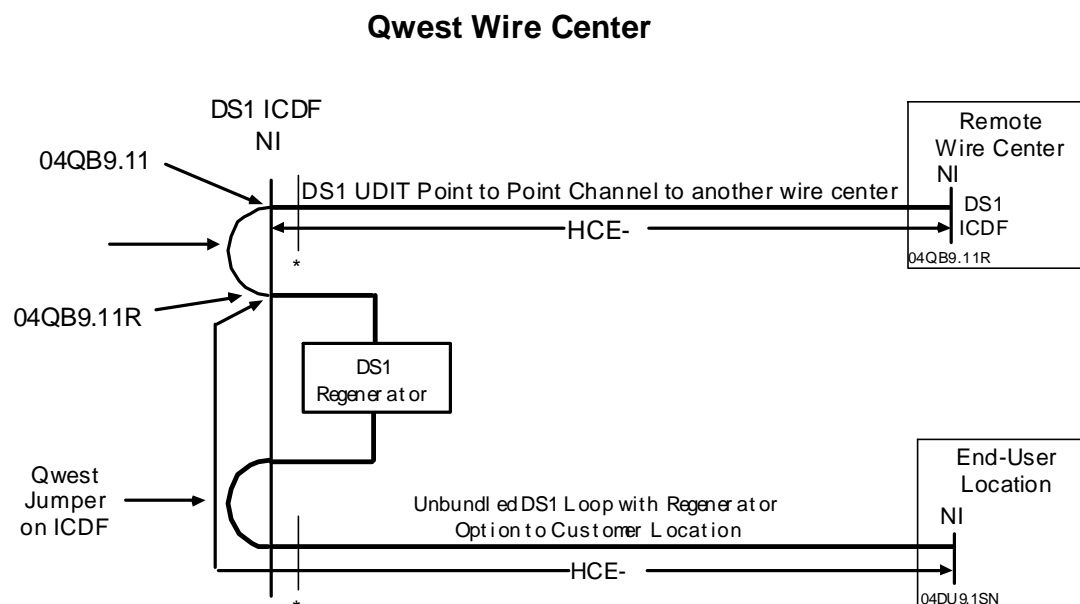 Qwest Wire Center
DS1 ICDF
NI
04QB9.11
Remote
Wire Center
NI
DS1
ICDF
04QB9.11R
DS1 UDIT Point to Point Channel to another wire center
HCE-
*
04QB9.11R
DS1
Regenerator
Qwest
Jumper
on ICDF
Unbundled DS1 Loop with Regenerator
Option to Customer Location
HCE-
*
End-User
Location
NI
04DU9.1SN